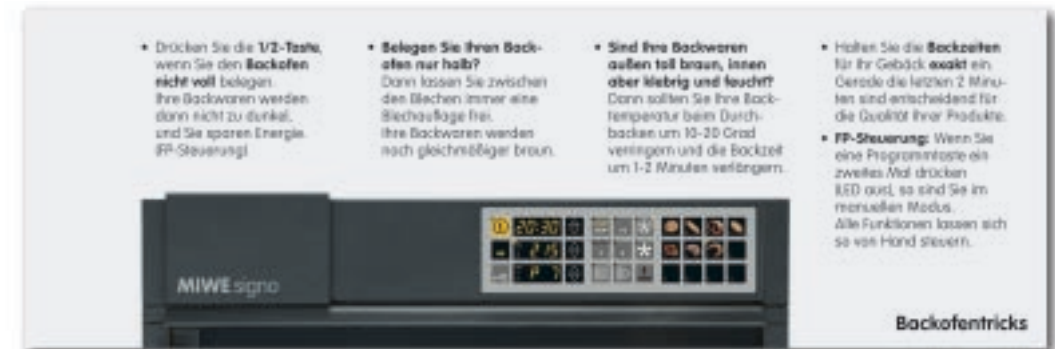 • Drücken Sie die 1/2-Taste,
wenn Sie den Backofen
nicht voll belegen.
Ihre Backwaren werden
dann nicht zu dunkel,
und Sie sparen Energie.
(FP-Steuerung)
• Belegen Sie Ihren Back-
ofen nur halb?
Dann lassen Sie zwischen
den Blechen immer eine
Blechauflage frei.
Ihre Backwaren werden
noch gleichmäßiger braun.
• Sind Ihre Backwaren
außen toll braun, innen
aber klebrig und feucht?
Dann sollten Sie Ihre Back-
temperatur beim Durch-
backen um 10-20 Grad
verringern und die Backzeit
um 1-2 Minuten verlängern.
• Halten Sie die Backzeiten
für Ihr Gebäck exakt ein.
Gerade die letzten 2 Minu-
ten sind entscheidend für
die Qualität Ihrer Produkte.
• FP-Steuerung: Wenn Sie
eine Programmtaste ein
zweites Mal drücken
(LED aus), so sind Sie im
manuellen Modus.
Alle Funktionen lassen sich
so von Hand steuern.
20:30
215
P 7
MIWE signo
Backofentricks